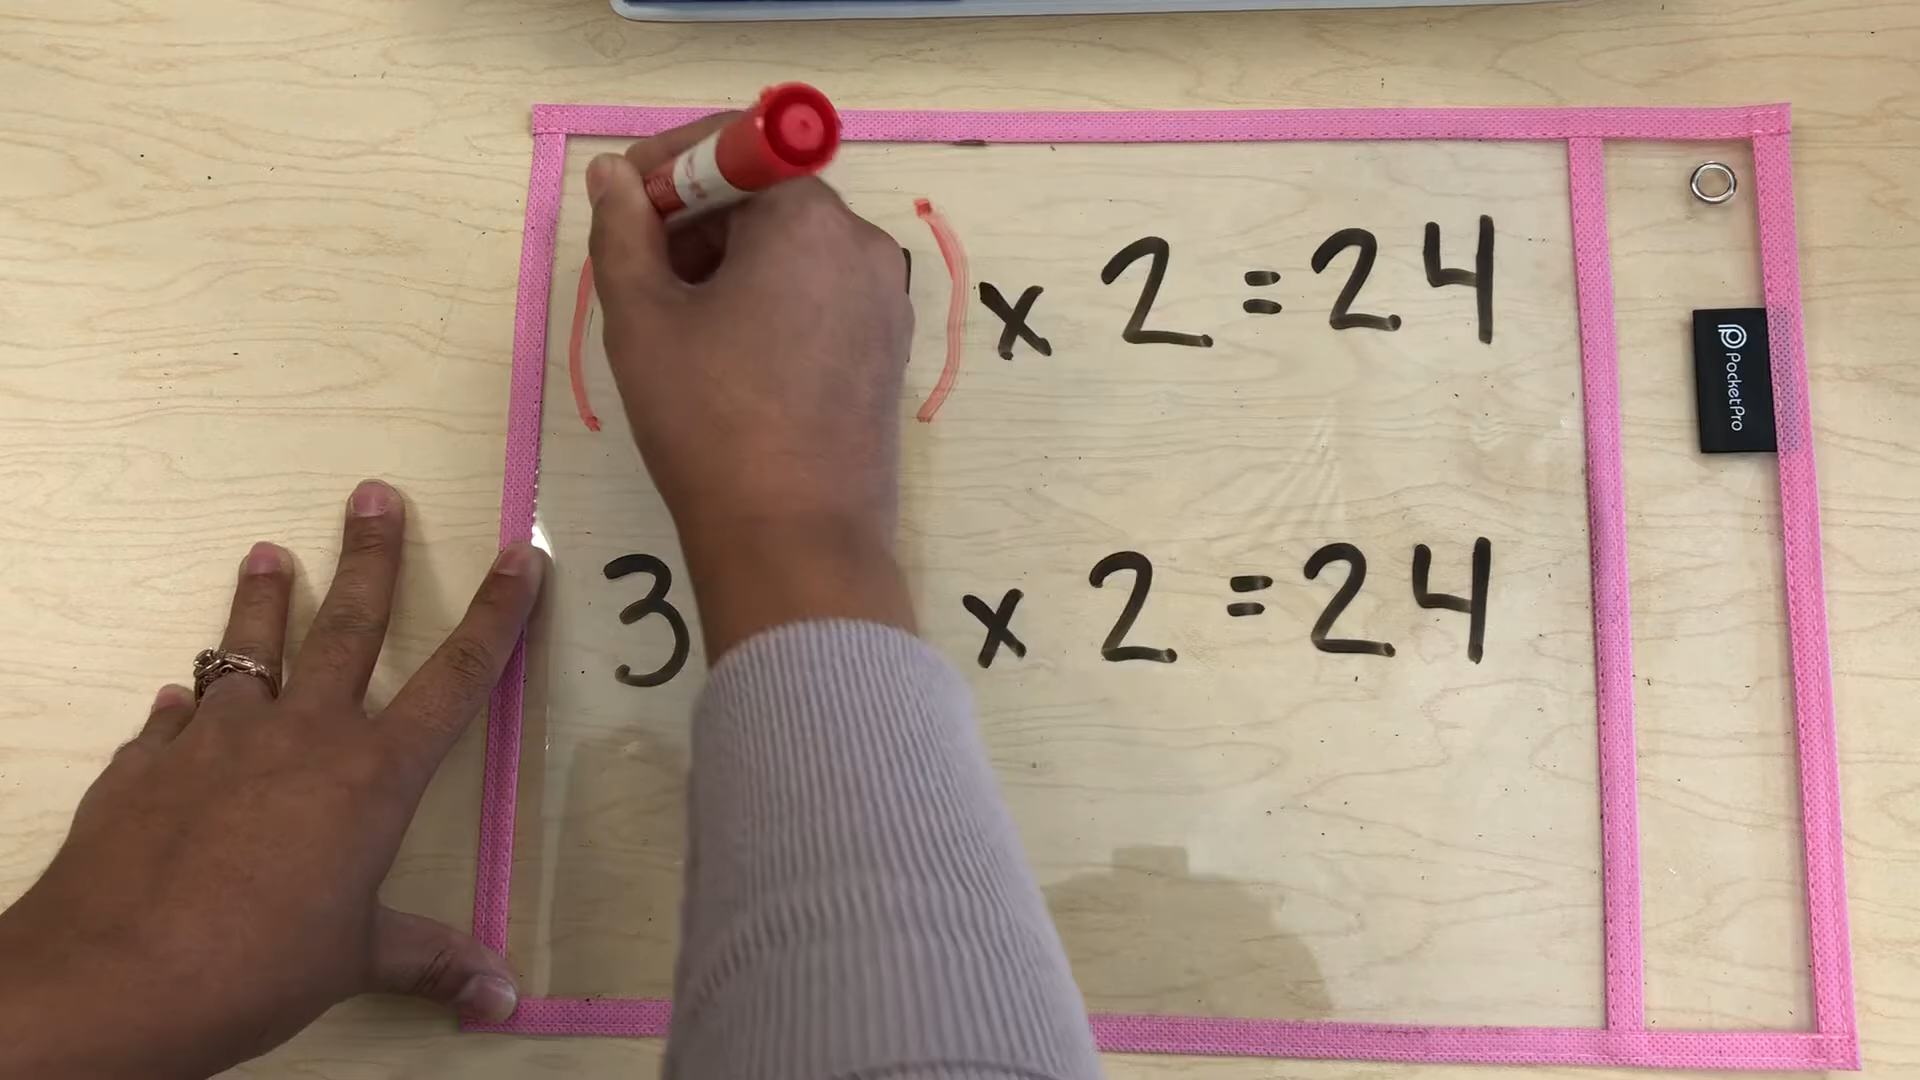 ( ) x 2 = 24
3 x 2 = 24
PocketPro